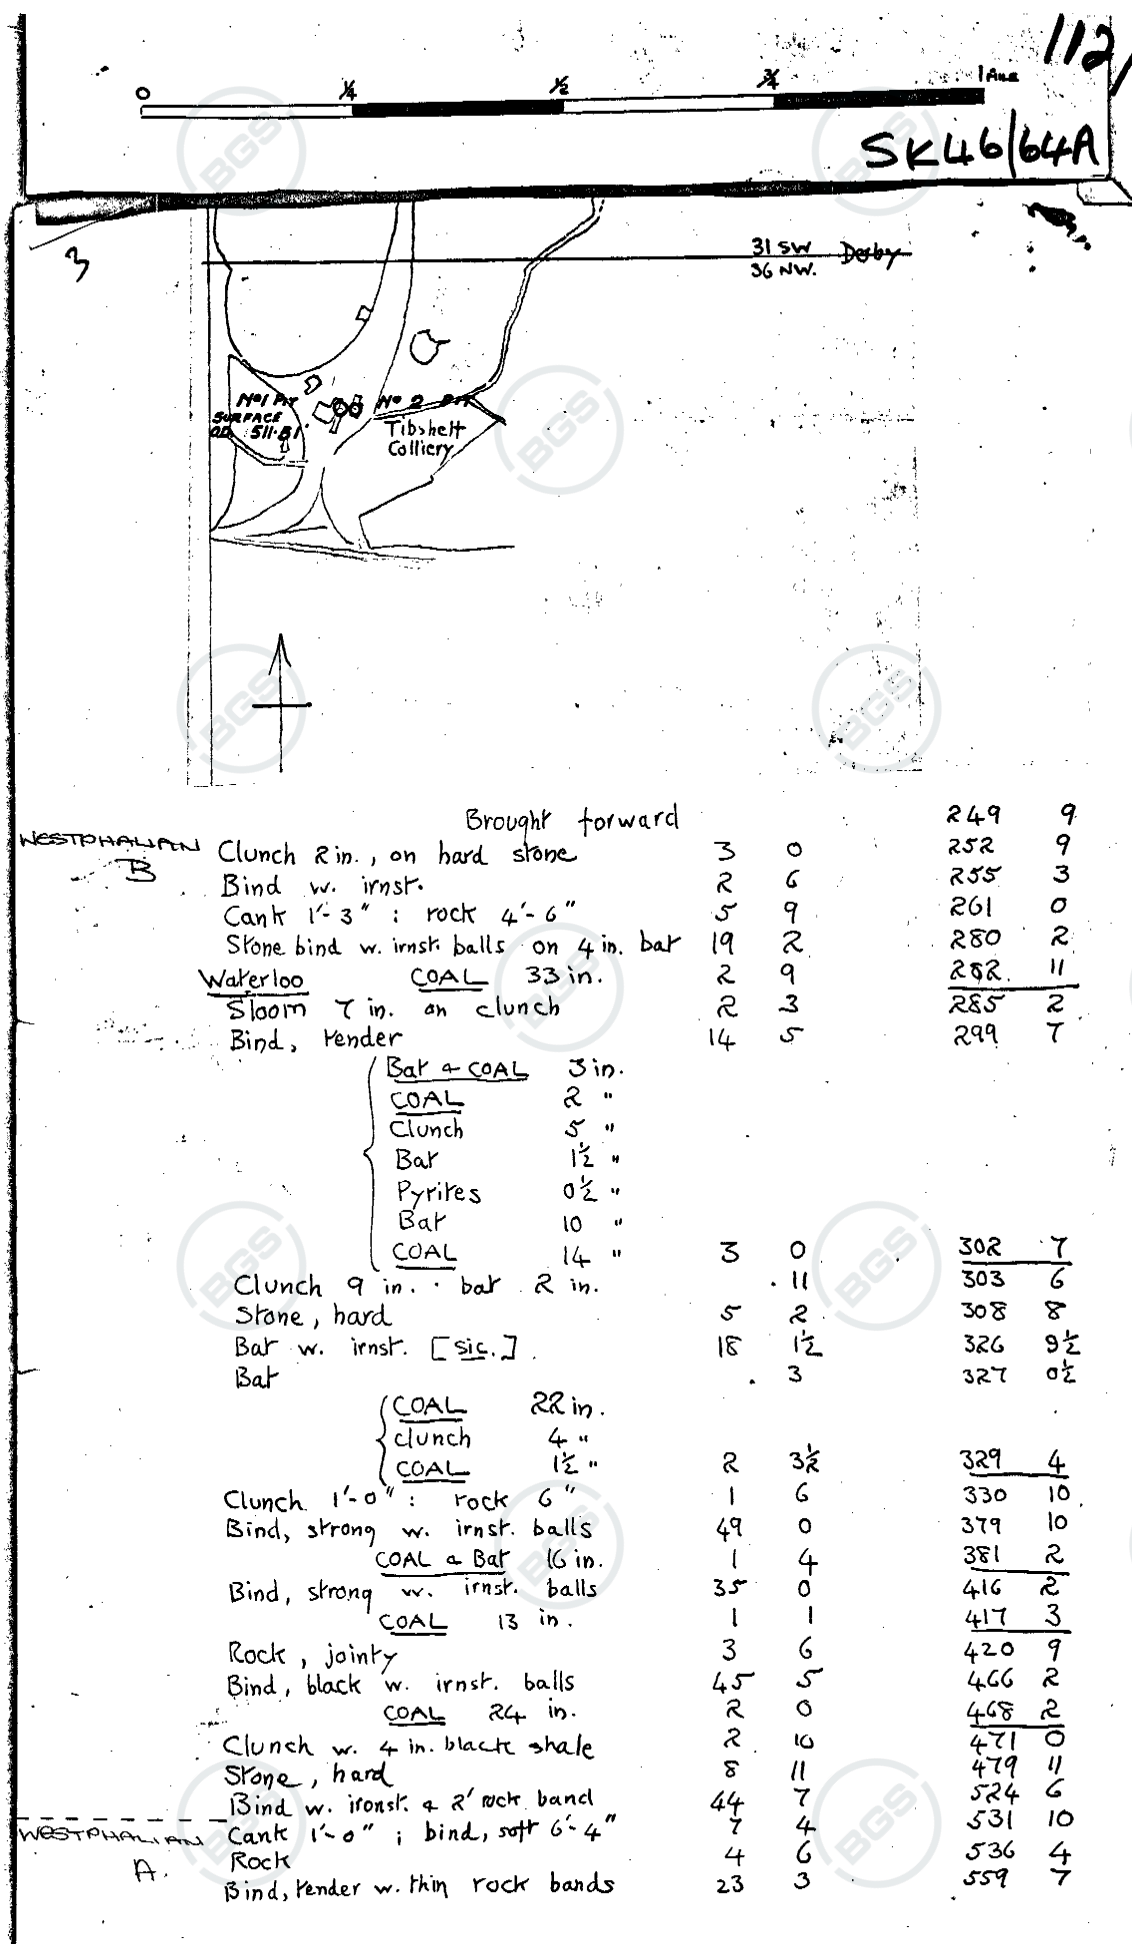 112
0 ¼ ½ ¾ 1 Mile
SK46/64A
3
31 SW Derby
36 NW.
No 1 Pit No 2 Pit
SURFACE
OD 511.81'
Tibshelf
Colliery
Brought forward 249 9
WESTPHALIAN
B
Clunch 2 in., on hard stone 3 0 252 9
Bind w. irnst. 2 6 255 3
Cank 1'-3" : rock 4'-6" 5 9 261 0
Stone bind w. irnst. balls on 4 in. bat 19 2 280 2
Waterloo COAL 33 in. 2 9 282 11
Sloom 7 in. on clunch 2 3 285 2
Bind, tender 14 5 299 7
Bat & COAL 3 in.
COAL 2 "
Clunch 5 "
Bat 1½ "
Pyrites 0½ "
Bat 10 "
COAL 14 " 3 0 302 7
Clunch 9 in. . bat 2 in. 11 303 6
Stone, hard 5 2 308 8
Bat w. irnst. [sic.] 18 1½ 326 9½
Bat 3 327 0½
COAL 22 in.
Clunch 4 "
COAL 1½ " 2 3½ 329 4
Clunch 1'-0" : rock 6" 1 6 330 10
Bind, strong w. irnst. balls 49 0 379 10
COAL & Bat 16 in. 1 4 381 2
Bind, strong w. irnst. balls 35 0 416 2
COAL 13 in. 1 1 417 3
Rock, jointy 3 6 420 9
Bind, black w. irnst. balls 45 5 466 2
COAL 24 in. 2 0 468 2
Clunch w. 4 in. black shale 2 10 471 0
Stone, hard 8 11 479 11
Bind w. ironst. & 2' rock band 44 7 524 6
WESTPHALIAN
A.
Cank 1'-0" ; bind, soft 6'-4" 7 4 531 10
Rock 4 6 536 4
Bind, tender w. thin rock bands 23 3 559 7
BGS